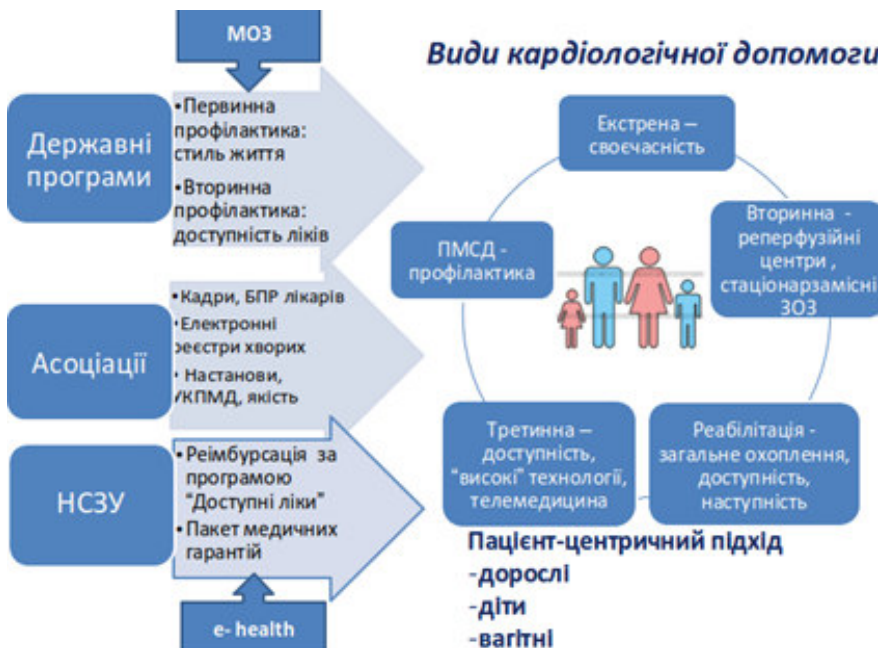 МОЗ
Види кардіологічної допомоги
Державні
програми
•Первинна
профілактика:
стиль життя
•Вторинна
профілактика:
доступність ліків
Асоціації
•Кадри, БПР лікарів
•Електронні
реєстри хворих
• Настанови,
УКПМД, якість
НСЗУ
• Реімбурсація за
програмою
“Доступні ліки”
• Пакет медичних
гарантій
e- health
Екстрена –
своєчасність
Вторинна -
реперфузійні
центри ,
стаціонарзамісні
ЗОЗ
Реабілітація -
загальне охоплення,
доступність,
наступність
Третинна –
доступність,
“високі” технології,
телемедицина
ПМСД -
профілактика
Пацієнт-центричний підхід
-дорослі
-діти
-вагітні